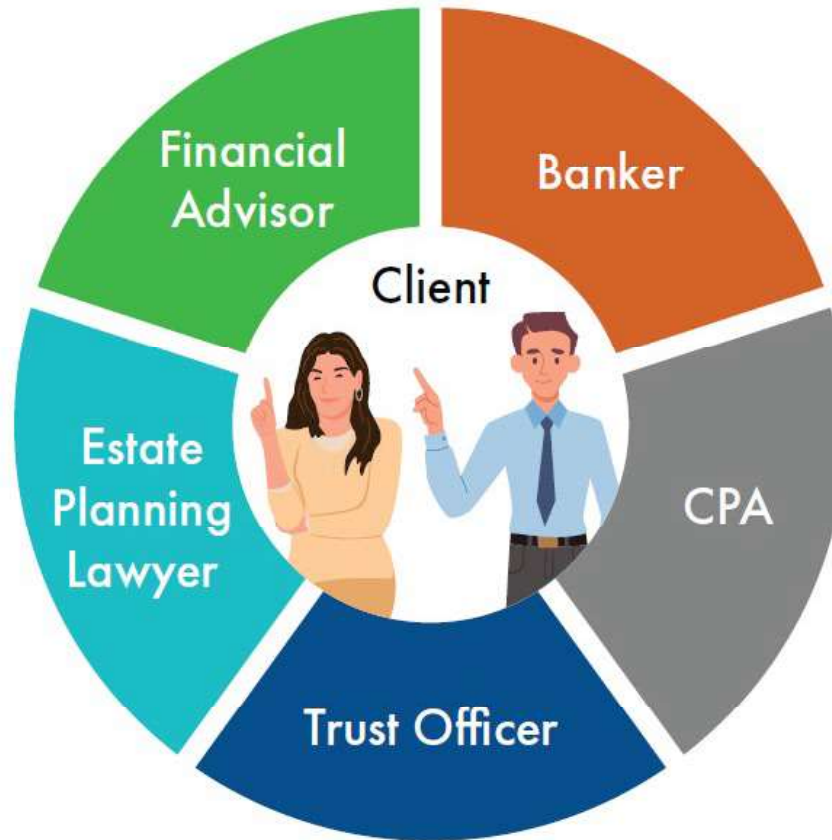 Financial
Advisor
Banker
Client
Estate
Planning
Lawyer
CPA
Trust Officer